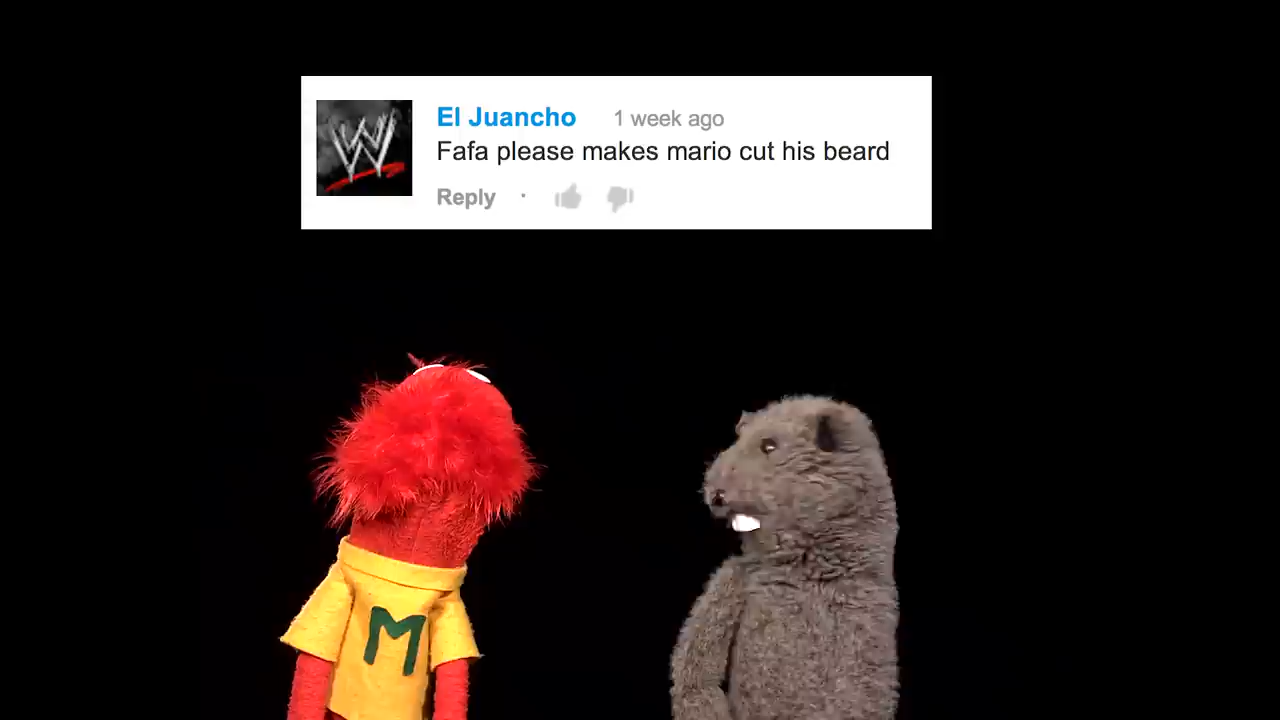 El Juancho 1 week ago
Fafa please makes mario cut his beard
Reply ·
W
M